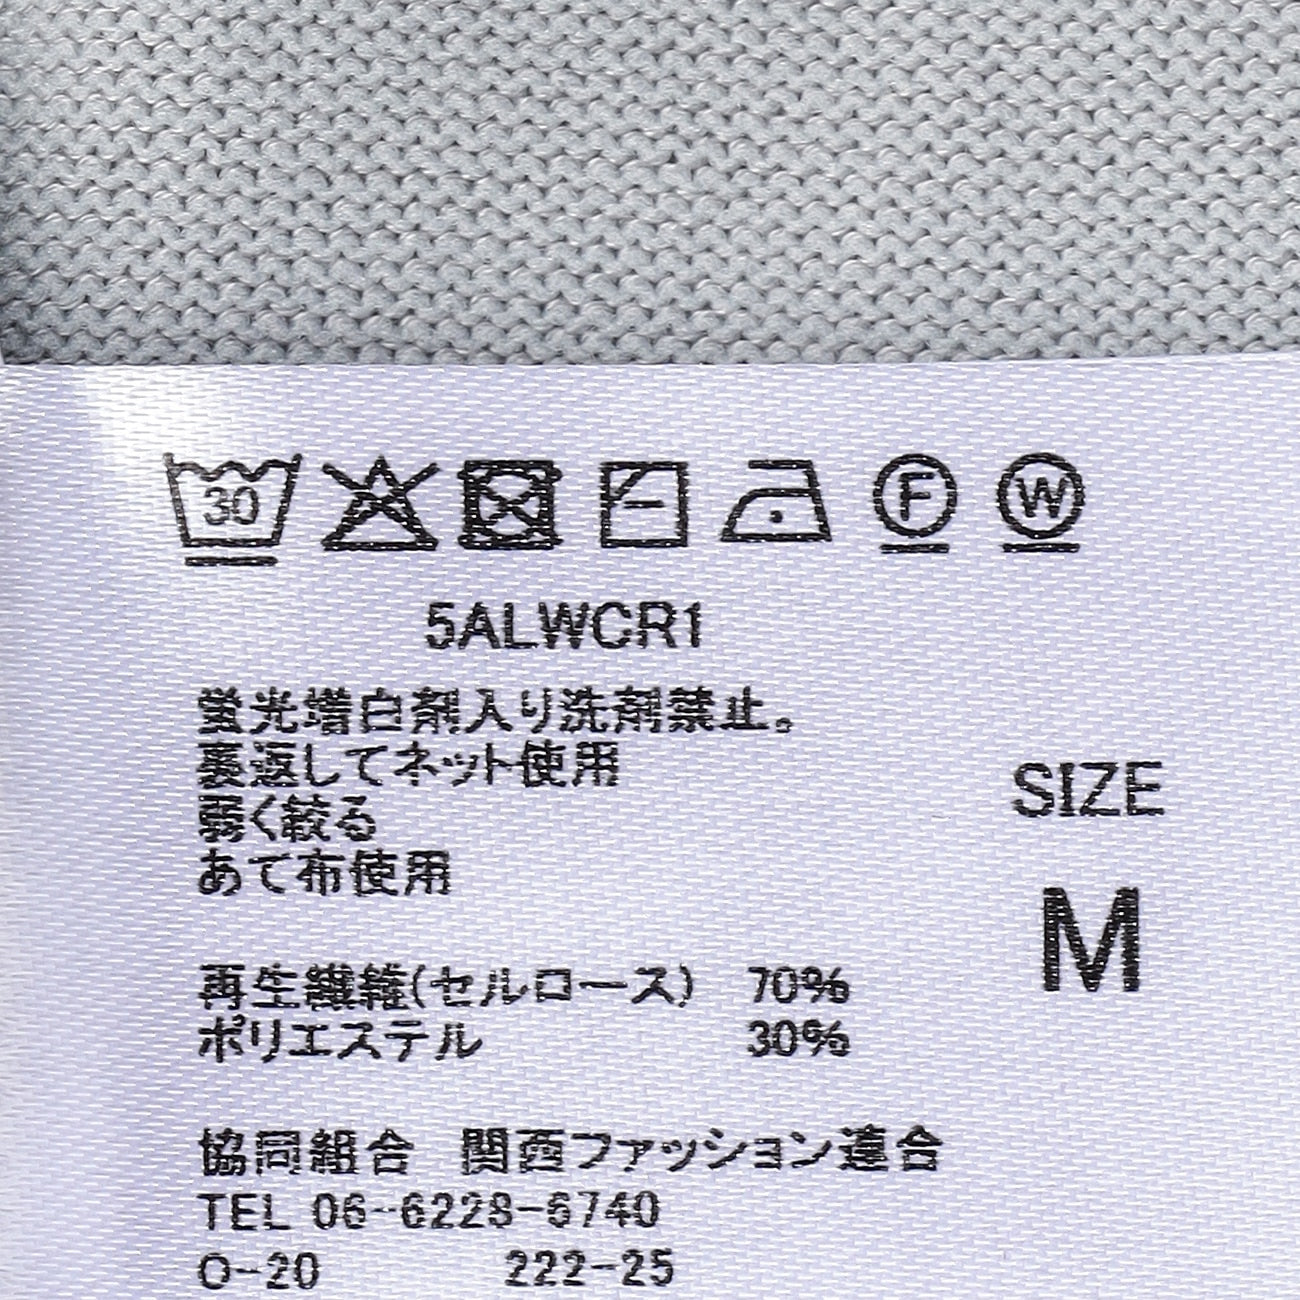 30 F W
5ALWCR1
蛍光増白剤入り洗剤禁止。
裏返してネット使用
弱く絞る
あて布使用
SIZE
M
再生繊維(セルロース) 70%
ポリエステル 30%
協同組合 関西ファッション連合
TEL 06-6228-6740
O-20 222-25